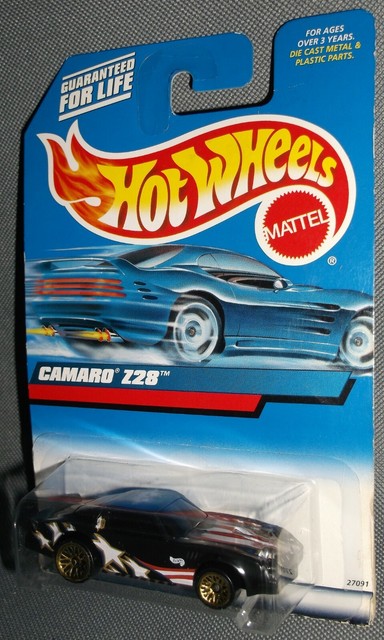 GUARANTEED
FOR LIFE
FOR AGES
OVER 3 YEARS.
DIE CAST METAL &
PLASTIC PARTS.
HOT WHEELS
MATTEL
®
CAMARO® Z28™
27091